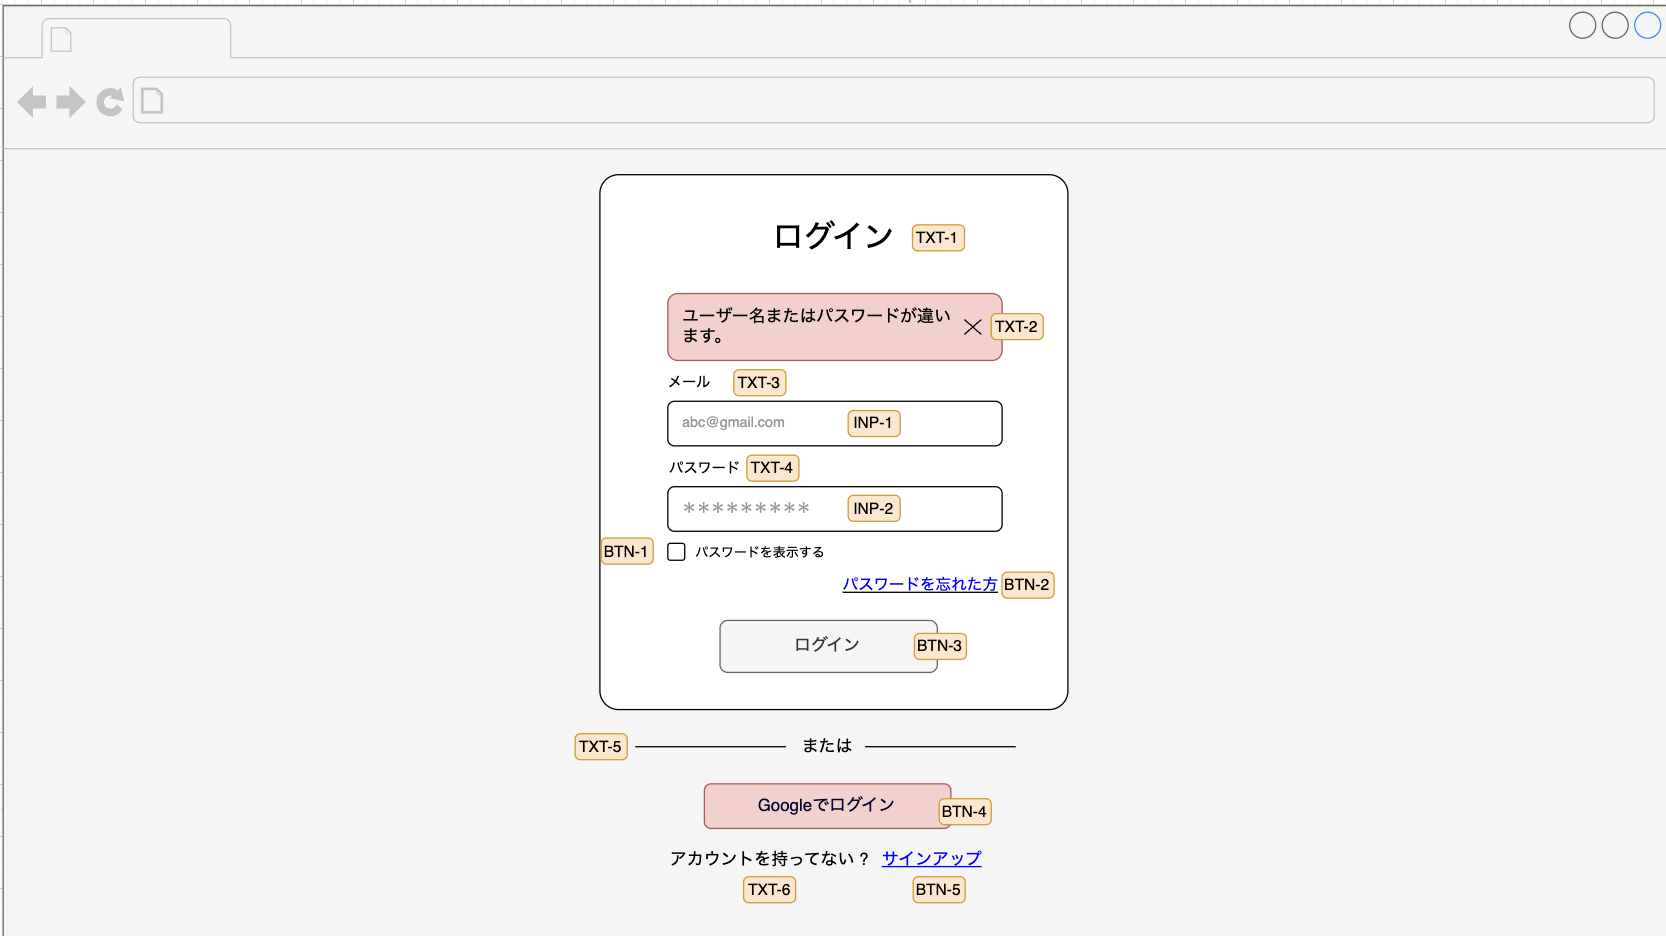 ログイン TXT-1
ユーザー名またはパスワードが違い
ます。
TXT-2
メール TXT-3
abc@gmail.com INP-1
パスワード TXT-4
********* INP-2
BTN-1 パスワードを表示する
パスワードを忘れた方 BTN-2
ログイン BTN-3
TXT-5 または
Googleでログイン BTN-4
アカウントを持ってない？ サインアップ
TXT-6 BTN-5